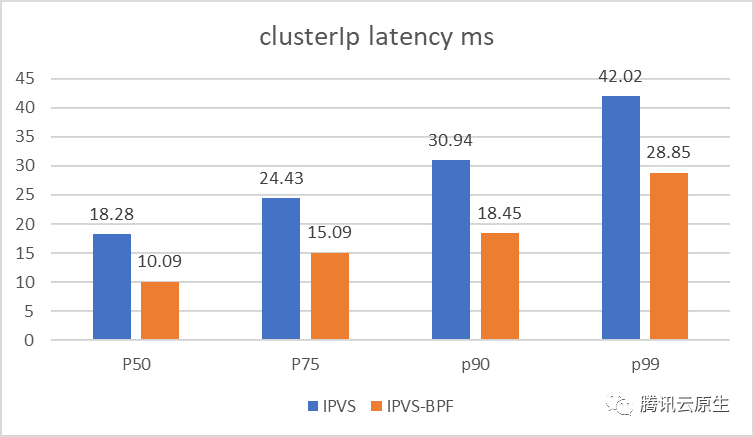 clusterIp latency ms
45
40
35
30
25
20
15
10
5
0
18.28
10.09
24.43
15.09
30.94
18.45
42.02
28.85
P50
P75
p90
p99
IPVS
IPVS-BPF
腾讯云原生